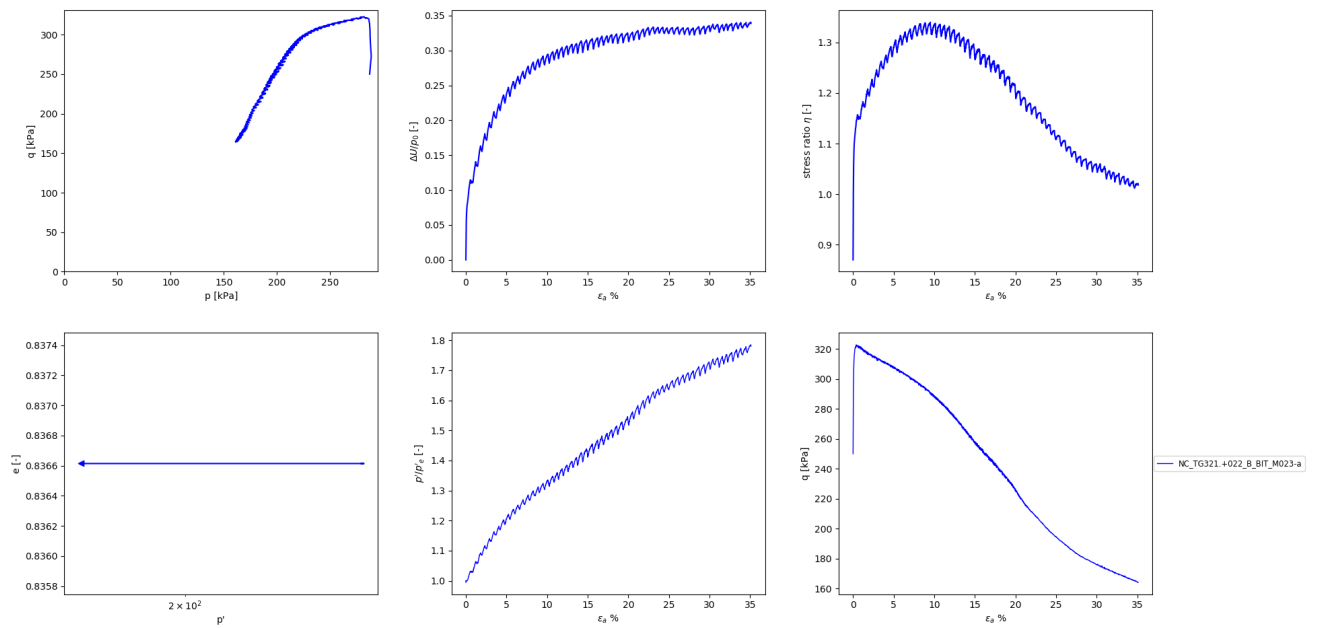 q [kPa]
300
250
200
150
100
50
0
0 50 100 150 200 250
p [kPa]
ΔU/p₀ [-]
0.35
0.30
0.25
0.20
0.15
0.10
0.05
0.00
0 5 10 15 20 25 30 35
εₐ %
stress ratio η [-]
1.3
1.2
1.1
1.0
0.9
0 5 10 15 20 25 30 35
εₐ %
e [-]
0.8374
0.8372
0.8370
0.8368
0.8366
0.8364
0.8362
0.8360
0.8358
2 × 10²
p'
p'/p'ₑ [-]
1.8
1.7
1.6
1.5
1.4
1.3
1.2
1.1
1.0
0 5 10 15 20 25 30 35
εₐ %
q [kPa]
320
300
280
260
240
220
200
180
160
0 5 10 15 20 25 30 35
εₐ %
NC_TG321.+022_B_BIT_M023-a